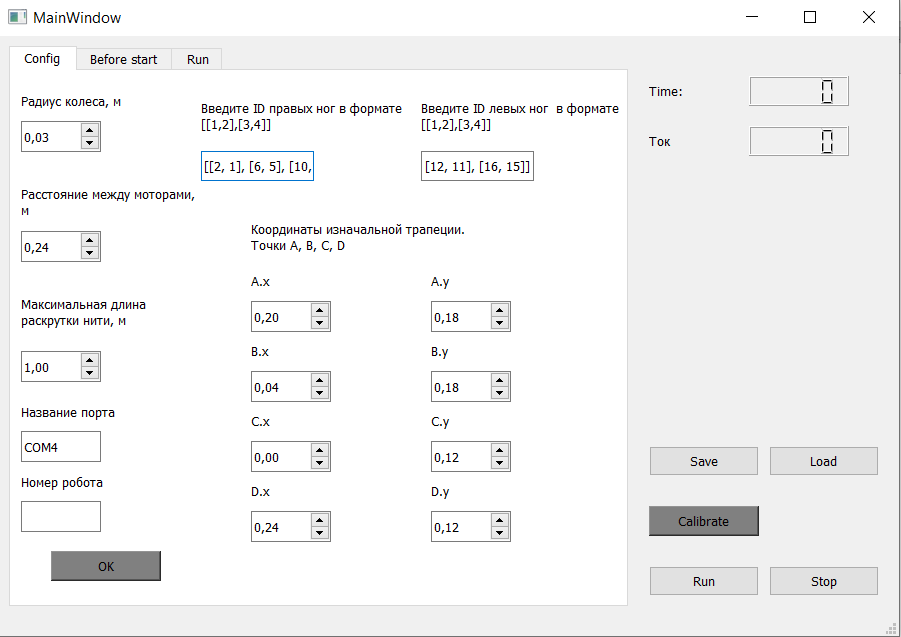 MainWindow
Config
Before start
Run
Радиус колеса, м
0,03
Расстояние между моторами,
м
0,24
Максимальная длина
раскрутки нити, м
1,00
Название порта
COM4
Номер робота
OK
Введите ID правых ног в формате
[[1,2],[3,4]]
[[2, 1], [6, 5], [10,
Введите ID левых ног в формате
[[1,2],[3,4]]
[12, 11], [16, 15]]
Координаты изначальной трапеции.
Точки A, B, C, D
A.x
A.y
0,20
0,18
B.x
B.y
0,04
0,18
C.x
C.y
0,00
0,12
D.x
D.y
0,24
0,12
Time:
0
Ток
0
Save
Load
Calibrate
Run
Stop